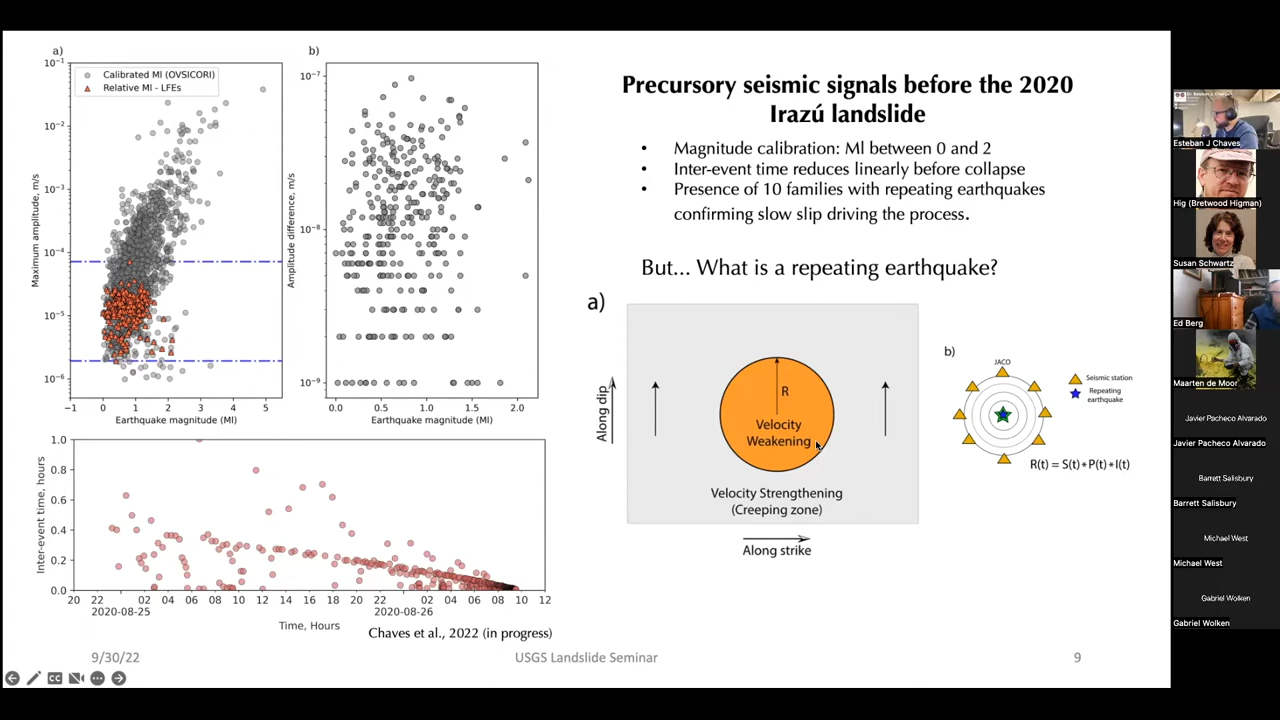 a)
10⁻¹
10⁻²
10⁻³
10⁻⁴
10⁻⁵
10⁻⁶
Maximum amplitude, m/s
Calibrated Ml (OVSICORI)
Relative Ml - LFEs
−1 0 1 2 3 4 5
Earthquake magnitude (Ml)
b)
10⁻⁷
10⁻⁸
10⁻⁹
Amplitude difference, m/s
0.0 0.5 1.0 1.5 2.0
Earthquake magnitude (Ml)
1.0
0.8
0.6
0.4
0.2
0.0
Inter-event time, hours
20 22 02 04 06 08 10 12 14 16 18 20 22 02 04 06 08 10 12
2020-08-25 2020-08-26
Time, Hours
Chaves et al., 2022 (in progress)
Precursory seismic signals before the 2020
Irazú landslide
• Magnitude calibration: Ml between 0 and 2
• Inter-event time reduces linearly before collapse
• Presence of 10 families with repeating earthquakes
confirming slow slip driving the process.
But... What is a repeating earthquake?
a)
Along dip
R
Velocity
Weakening
Velocity Strengthening
(Creeping zone)
Along strike
b)
JACO
Seismic station
Repeating
earthquake
R(t) = S(t)∗P(t)∗I(t)
9/30/22
USGS Landslide Seminar
9
CC
Esteban J Chaves
Hig (Bretwood Higman)
Susan Schwartz
Ed Berg
Maarten de Moor
Javier Pacheco Alvarado
Javier Pacheco Alvarado
Barrett Salisbury
Barrett Salisbury
Michael West
Michael West
Gabriel Wolken
Gabriel Wolken